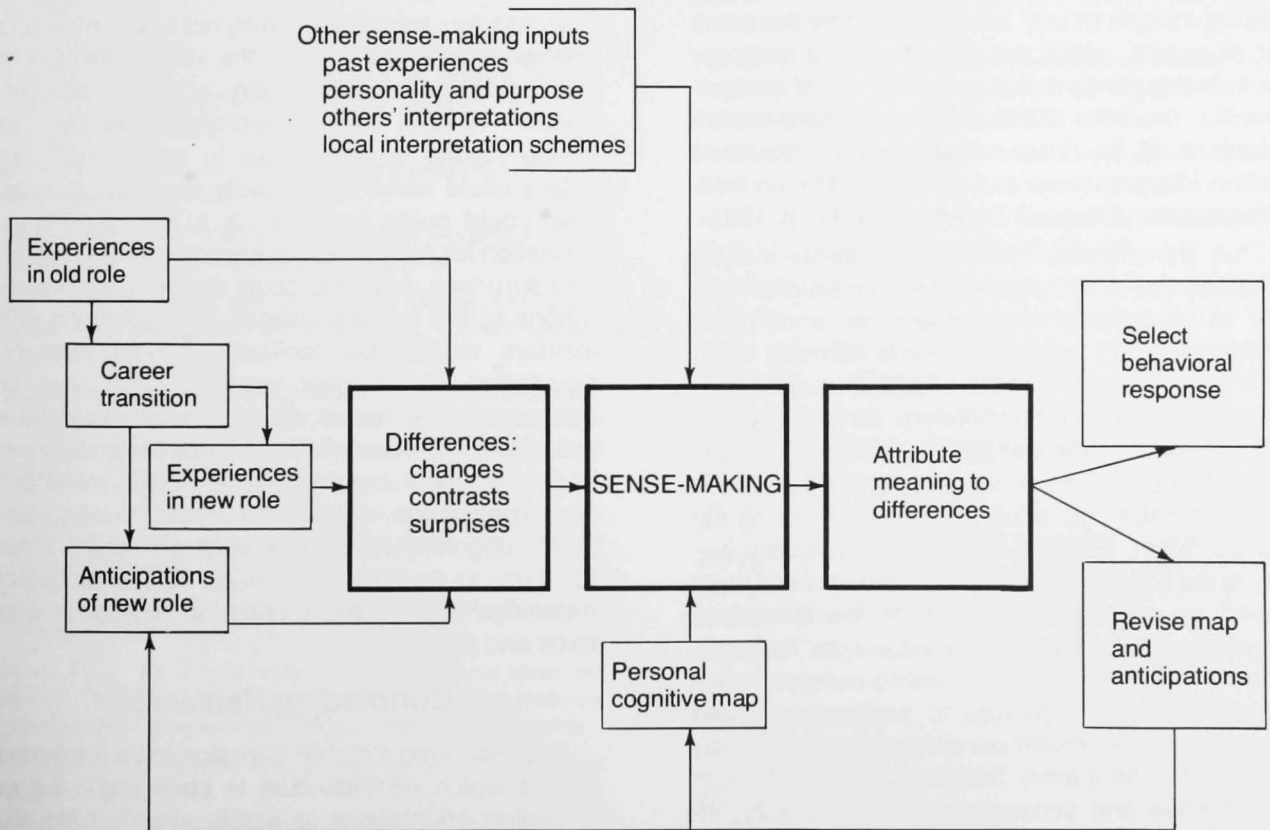 Other sense-making inputs
past experiences
personality and purpose
others' interpretations
local interpretation schemes
Experiences
in old role
Career
transition
Experiences
in new role
Anticipations
of new role
Differences:
changes
contrasts
surprises
SENSE-MAKING
Attribute
meaning to
differences
Select
behavioral
response
Personal
cognitive map
Revise map
and
anticipations